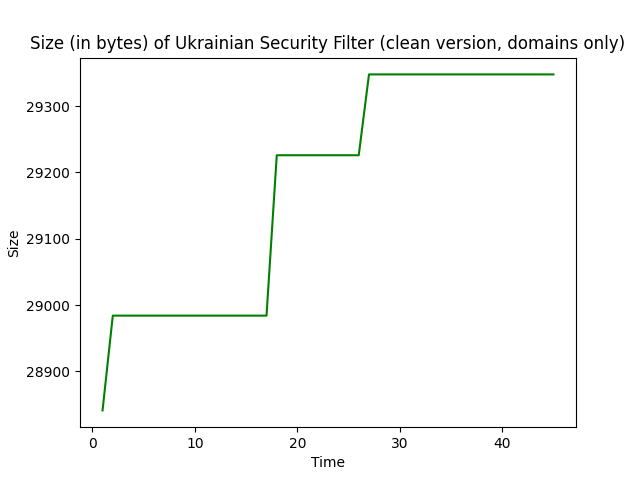 Size (in bytes) of Ukrainian Security Filter (clean version, domains only)
29300
29200
29100
29000
28900
Size
0 10 20 30 40
Time